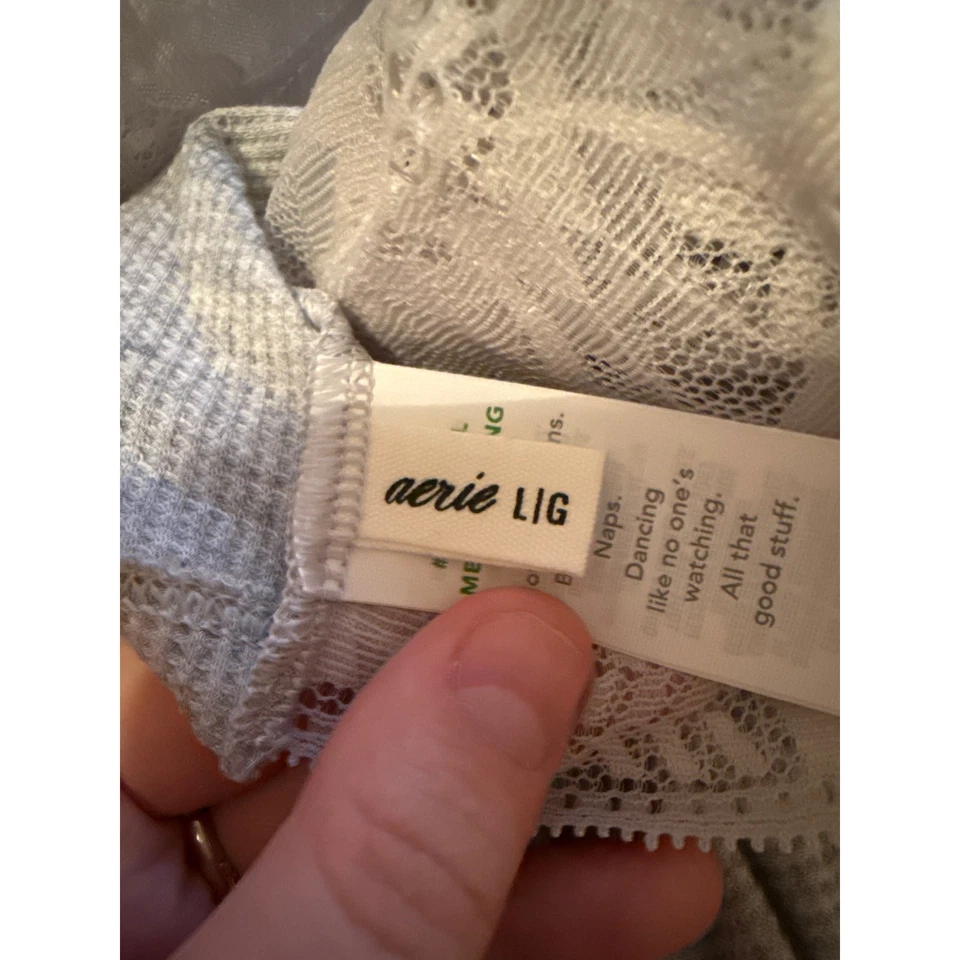 aerie L|G
Naps.
Dancing
like no one's
watching.
All that
good stuff.